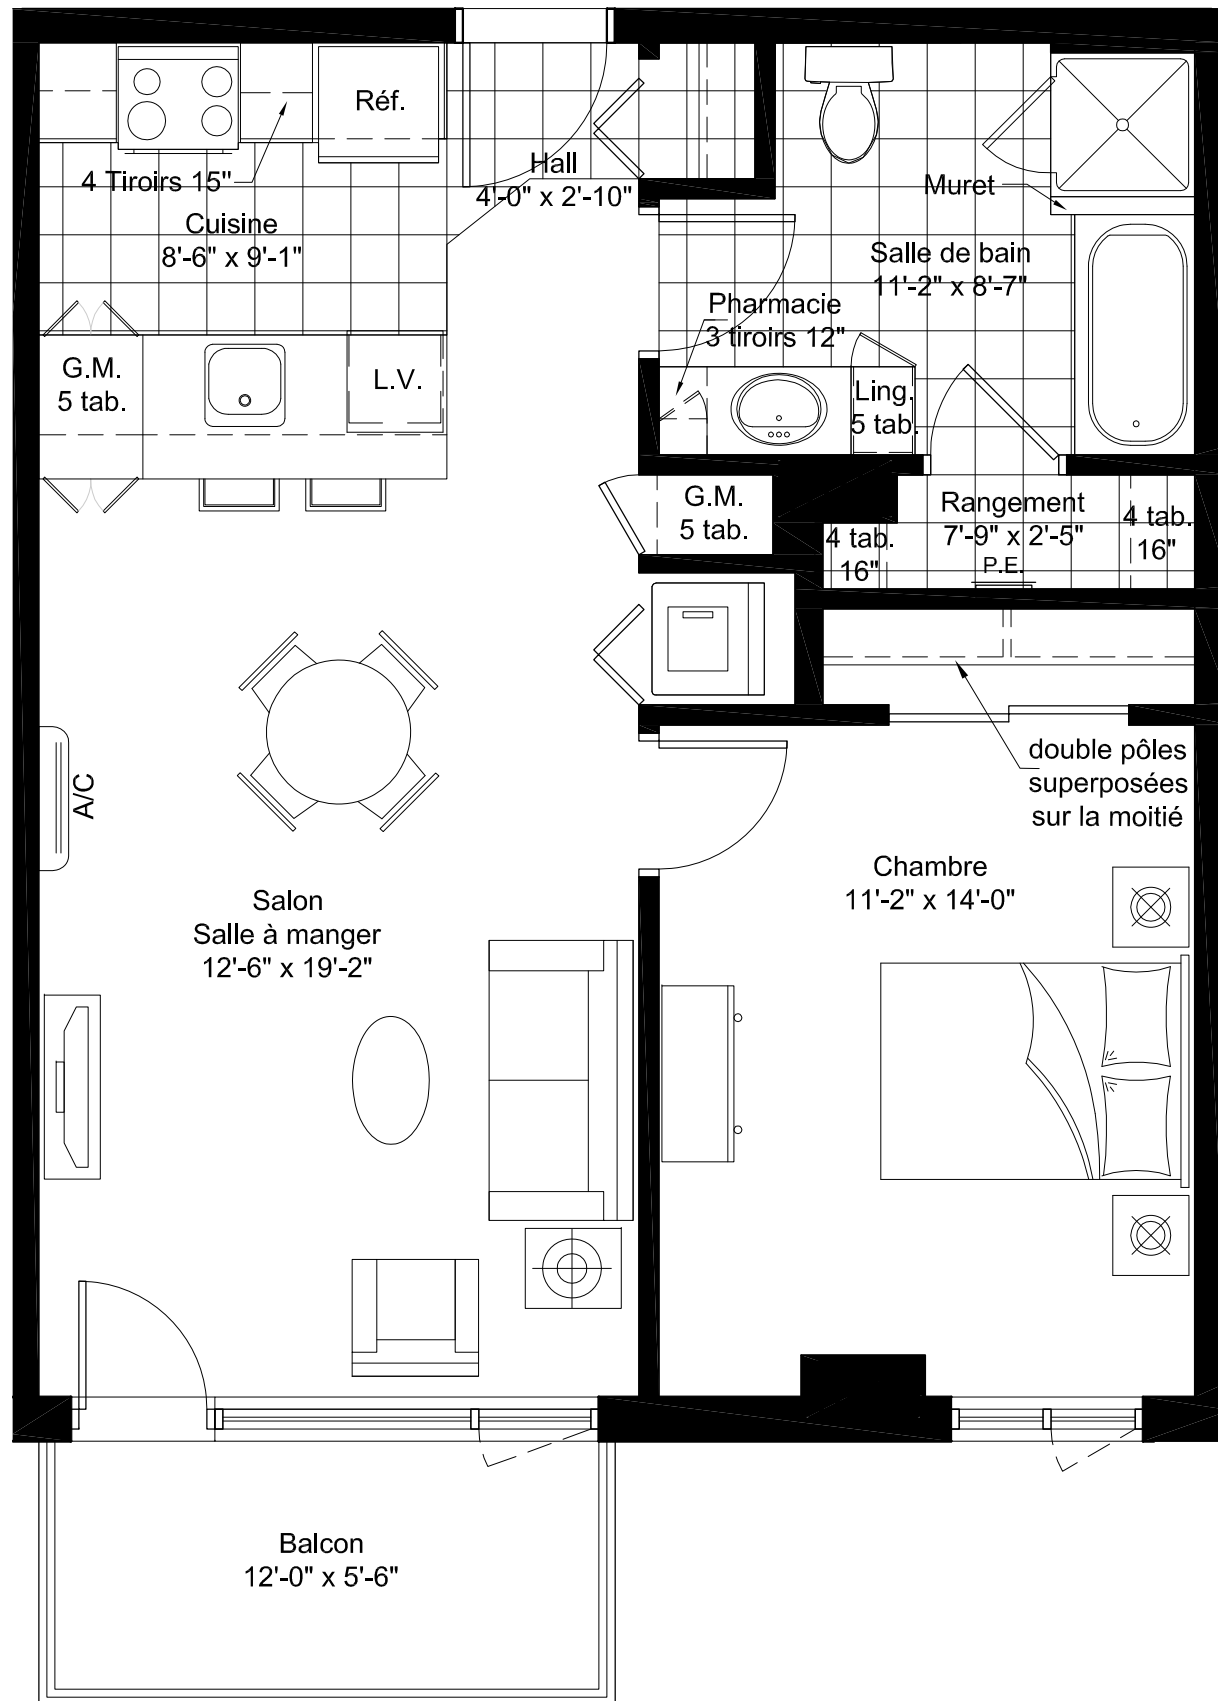 Réf.
4 Tiroirs 15"
Hall
4'-0" x 2'-10"
Cuisine
8'-6" x 9'-1"
Muret
Salle de bain
11'-2" x 8'-7"
Pharmacie
3 tiroirs 12"
G.M.
5 tab.
L.V.
Ling.
5 tab.
G.M.
5 tab.
Rangement
7'-9" x 2'-5"
P.E.
4 tab.
16"
4 tab.
16"
double pôles
superposées
sur la moitié
A/C
Chambre
11'-2" x 14'-0"
Salon
Salle à manger
12'-6" x 19'-2"
Balcon
12'-0" x 5'-6"